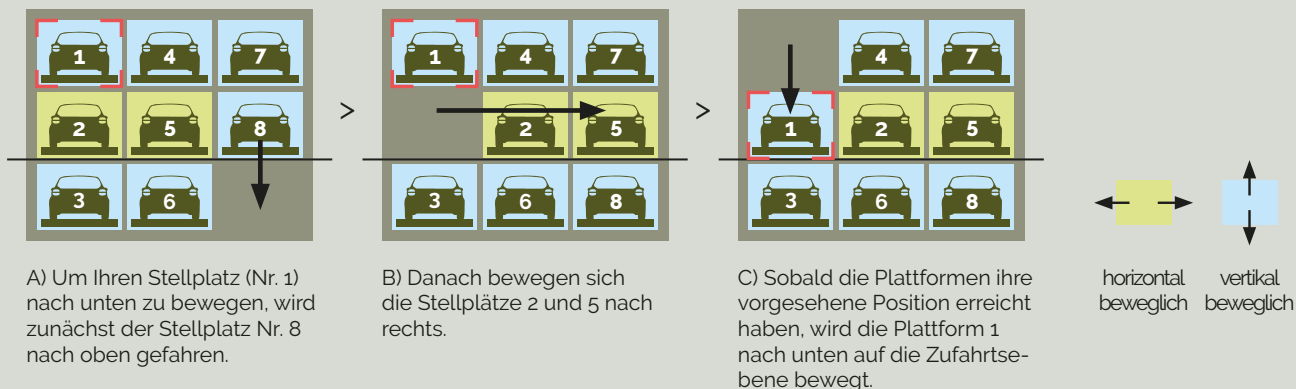 1 4 7
2 5 8
3 6
>
1 4 7
2 5
3 6 8
>
4 7
1 2 5
3 6 8
A) Um Ihren Stellplatz (Nr. 1)
nach unten zu bewegen, wird
zunächst der Stellplatz Nr. 8
nach oben gefahren.
B) Danach bewegen sich
die Stellplätze 2 und 5 nach
rechts.
C) Sobald die Plattformen ihre
vorgesehene Position erreicht
haben, wird die Plattform 1
nach unten auf die Zufahrtse-
bene bewegt.
horizontal
beweglich
vertikal
beweglich